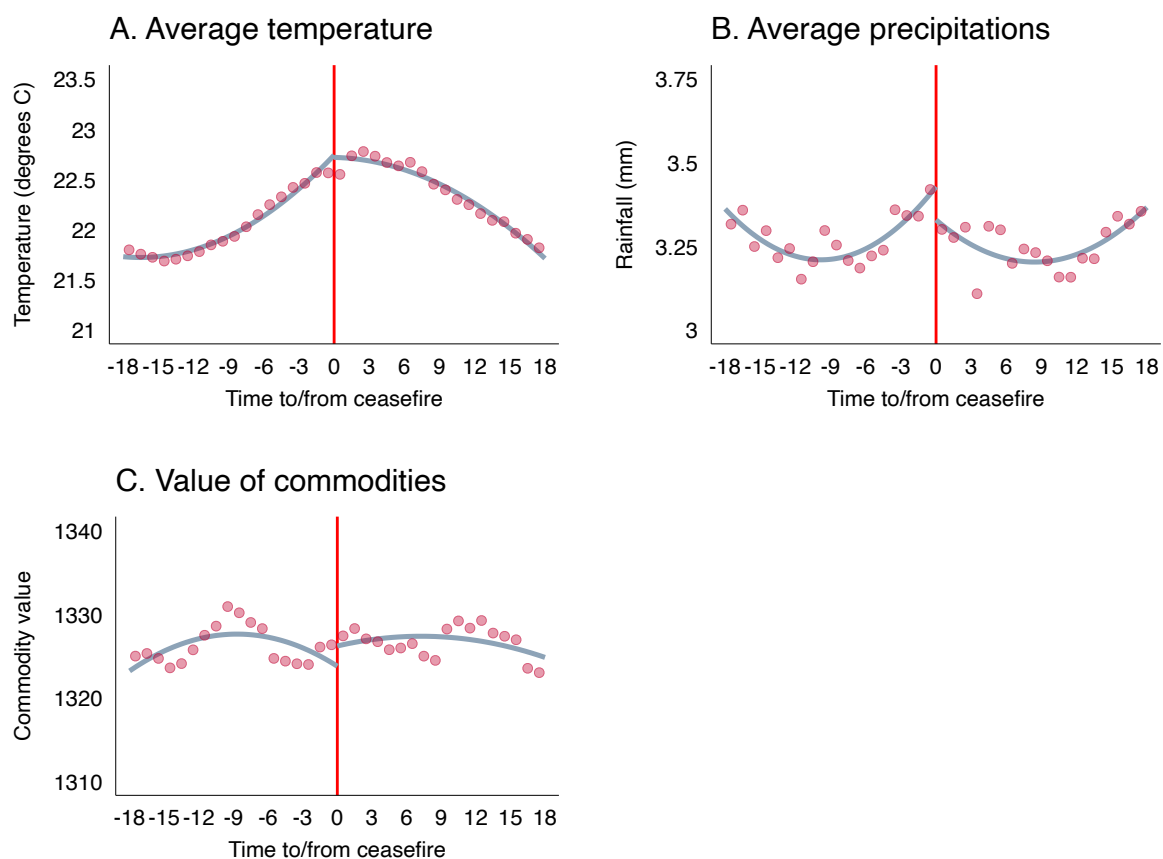 A. Average temperature
Temperature (degrees C)
23.5
23
22.5
22
21.5
21
-18 -15 -12 -9 -6 -3 0 3 6 9 12 15 18
Time to/from ceasefire
B. Average precipitations
Rainfall (mm)
3.75
3.5
3.25
3
-18 -15 -12 -9 -6 -3 0 3 6 9 12 15 18
Time to/from ceasefire
C. Value of commodities
Commodity value
1340
1330
1320
1310
-18 -15 -12 -9 -6 -3 0 3 6 9 12 15 18
Time to/from ceasefire